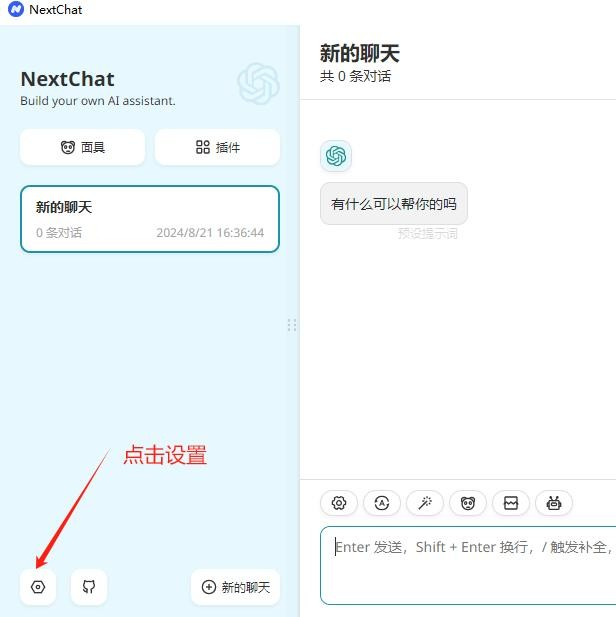 NextChat
NextChat
Build your own AI assistant.
面具
插件
新的聊天
0 条对话
2024/8/21 16:36:44
点击设置
新的聊天
新的聊天
共 0 条对话
有什么可以帮你的吗
预设提示词
Enter 发送，Shift + Enter 换行，/ 触发补全，